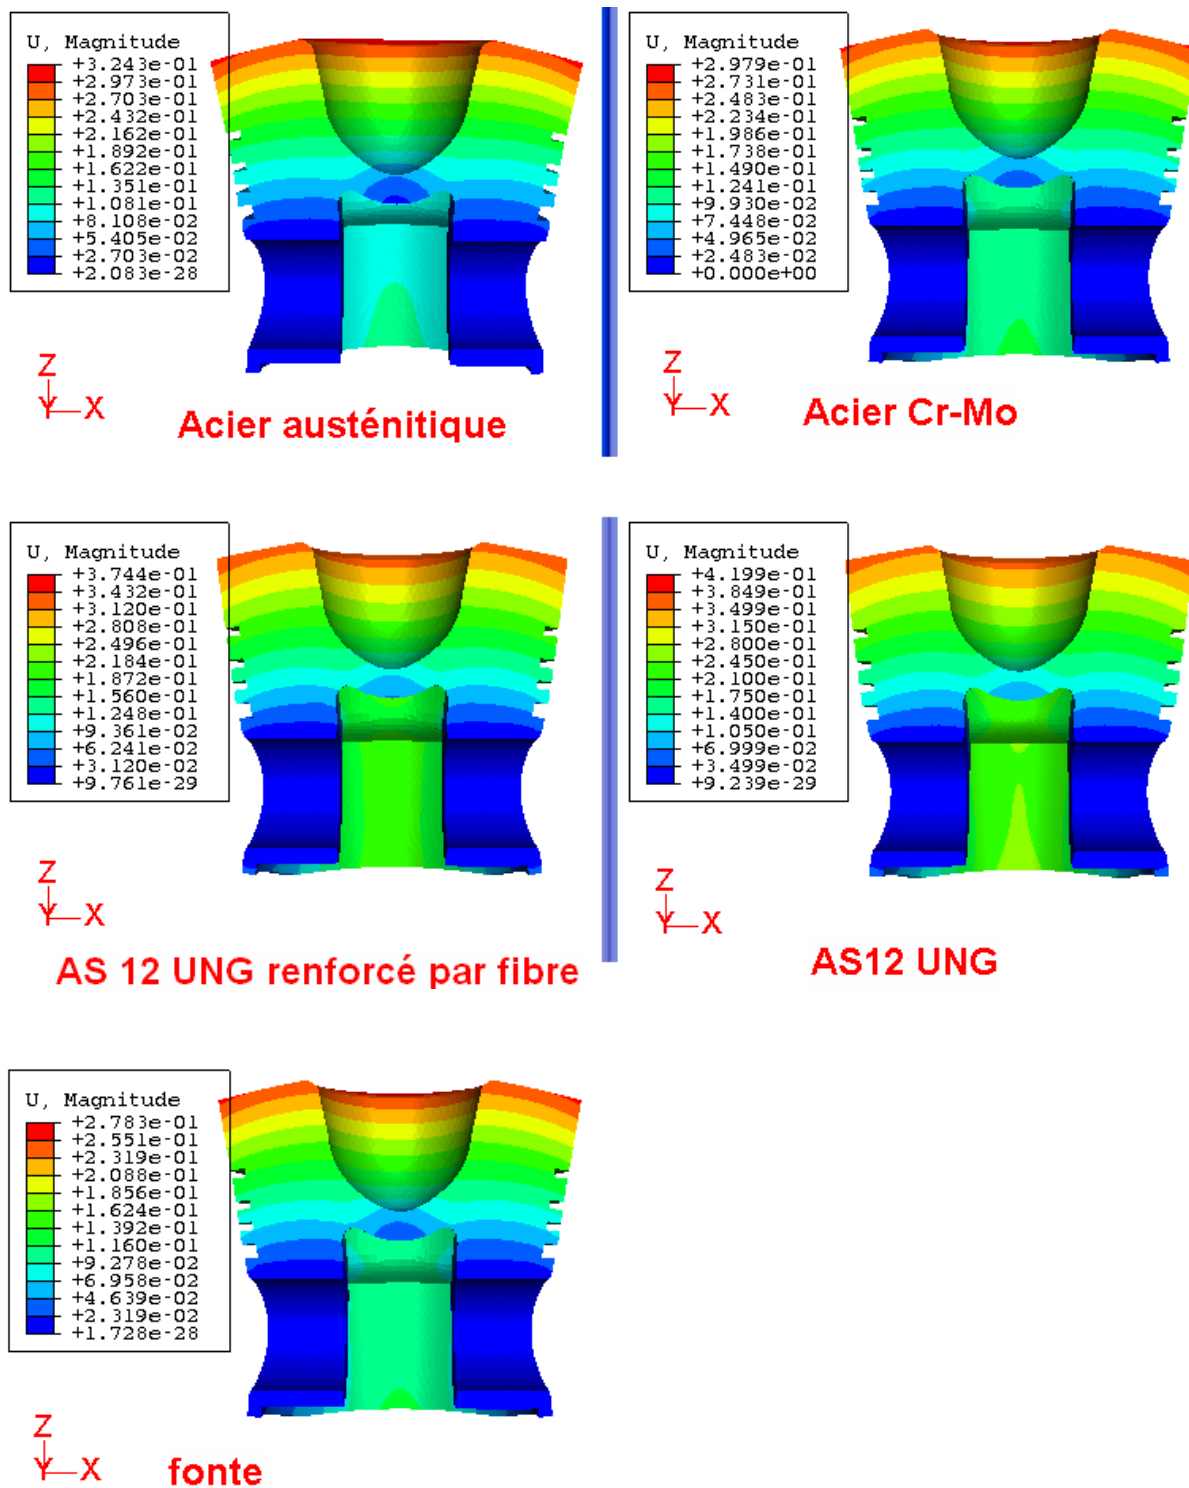 U, Magnitude
+3.243e-01
+2.973e-01
+2.703e-01
+2.432e-01
+2.162e-01
+1.892e-01
+1.622e-01
+1.351e-01
+1.081e-01
+8.108e-02
+5.405e-02
+2.703e-02
+2.083e-28
Z
Y X
Acier austénitique
U, Magnitude
+2.979e-01
+2.731e-01
+2.483e-01
+2.234e-01
+1.986e-01
+1.738e-01
+1.490e-01
+1.241e-01
+9.930e-02
+7.448e-02
+4.965e-02
+2.483e-02
+0.000e+00
Z
Y X
Acier Cr-Mo
U, Magnitude
+3.744e-01
+3.432e-01
+3.120e-01
+2.808e-01
+2.496e-01
+2.184e-01
+1.872e-01
+1.560e-01
+1.248e-01
+9.361e-02
+6.241e-02
+3.120e-02
+9.761e-29
Z
Y X
AS 12 UNG renforcé par fibre
U, Magnitude
+4.199e-01
+3.849e-01
+3.499e-01
+3.150e-01
+2.800e-01
+2.450e-01
+2.100e-01
+1.750e-01
+1.400e-01
+1.050e-01
+6.999e-02
+3.499e-02
+9.239e-29
Z
Y X
AS12 UNG
U, Magnitude
+2.783e-01
+2.551e-01
+2.319e-01
+2.088e-01
+1.856e-01
+1.624e-01
+1.392e-01
+1.160e-01
+9.278e-02
+6.958e-02
+4.639e-02
+2.319e-02
+1.728e-28
Z
Y X
fonte